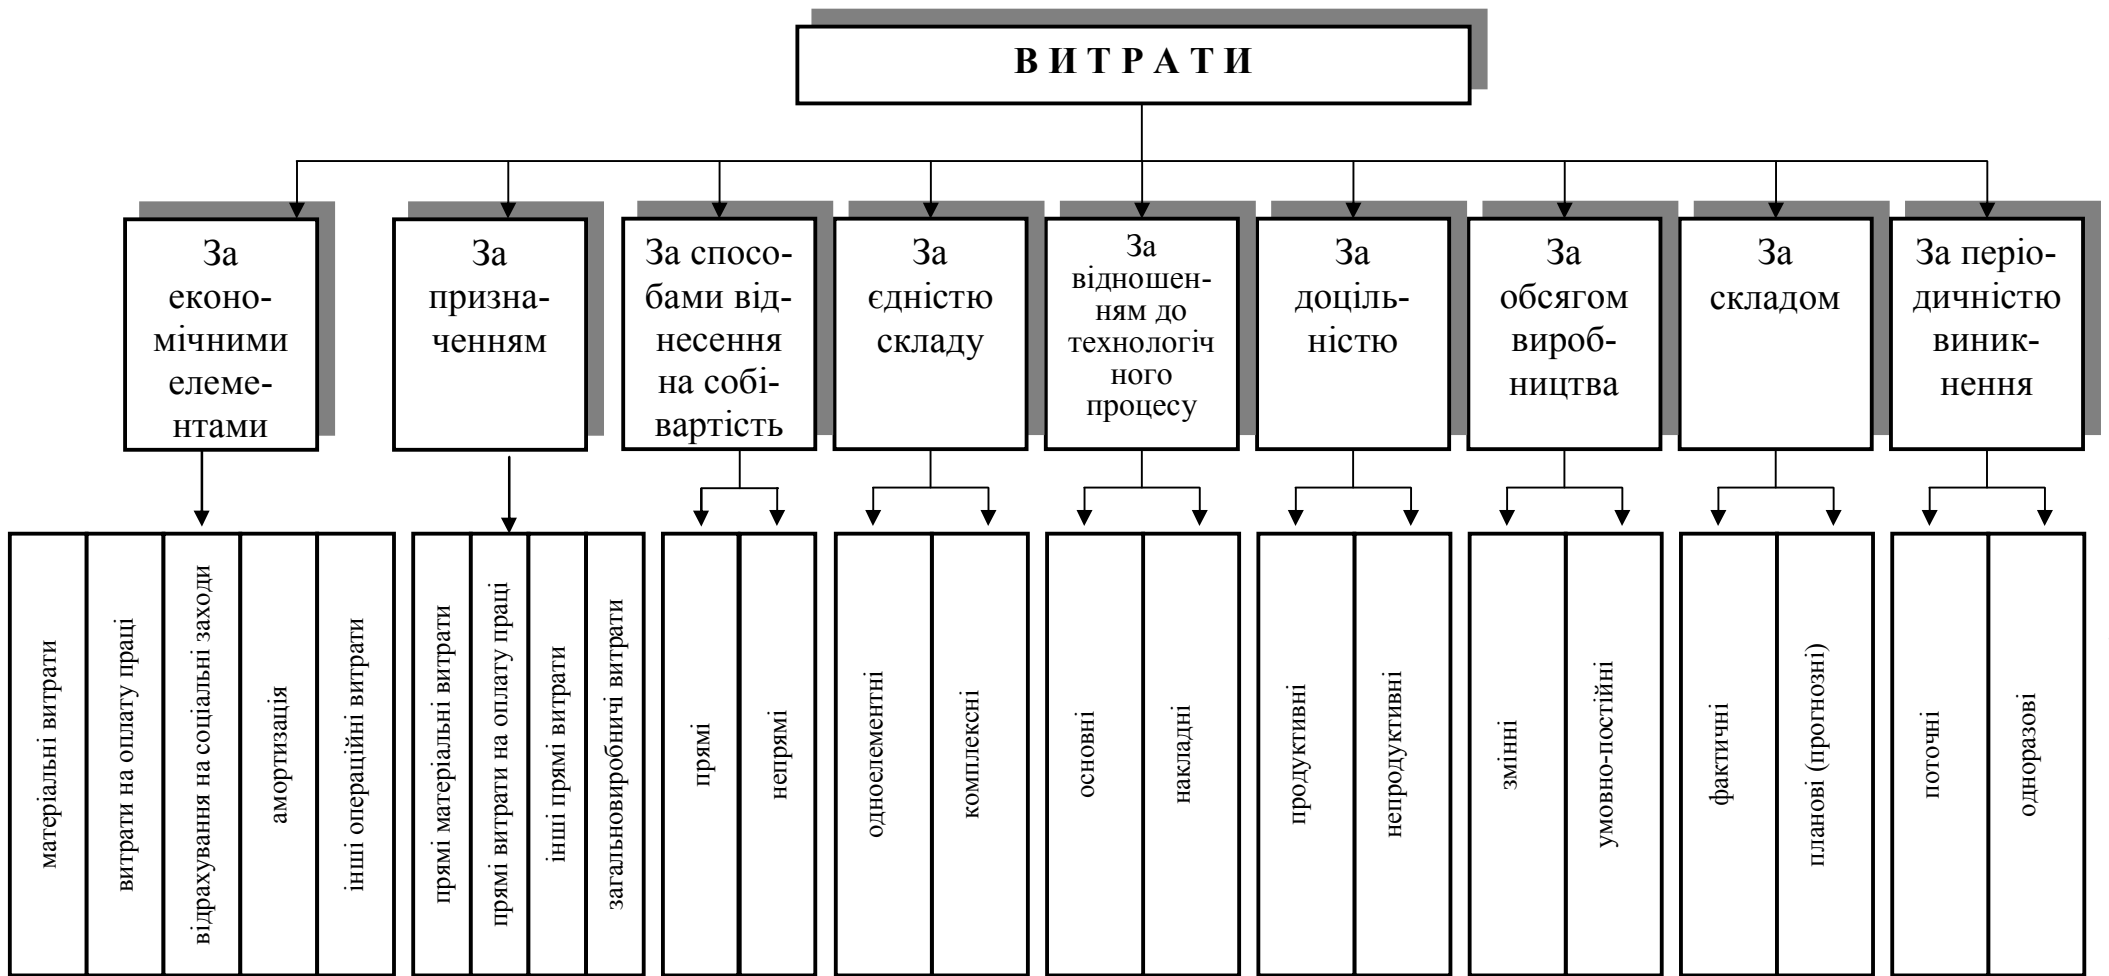 В И Т Р А Т И
За
еконо-
мічними
елеме-
нтами
За
призна-
ченням
За спосо-
бами від-
несення
на собі-
вартість
За
єдністю
складу
За
відношен-
ням до
технологіч
ного
процесу
За
доціль-
ністю
За
обсягом
вироб-
ництва
За
складом
За періо-
дичністю
виник-
нення
матеріальні витрати
витрати на оплату праці
відрахування на соціальні заходи
амортизація
інші операційні витрати
прямі матеріальні витрати
прямі витрати на оплату праці
інші прямі витрати
загальновиробничі витрати
прямі
непрямі
одноелементні
комплексні
основні
накладні
продуктивні
непродуктивні
змінні
умовно-постійні
фактичні
планові (прогнозні)
поточні
одноразові